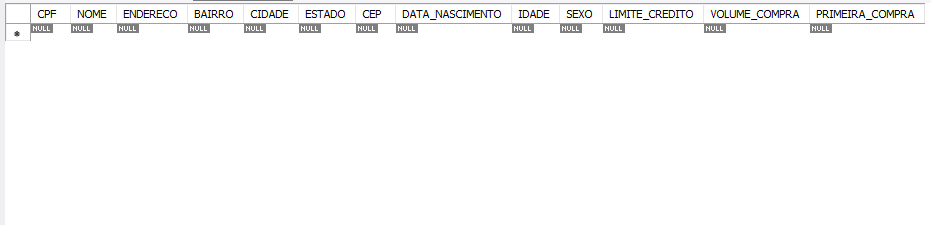 CPF NOME ENDERECO BAIRRO CIDADE ESTADO CEP DATA_NASCIMENTO IDADE SEXO LIMITE_CREDITO VOLUME_COMPRA PRIMEIRA_COMPRA
NULL NULL NULL NULL NULL NULL NULL NULL NULL NULL NULL NULL NULL